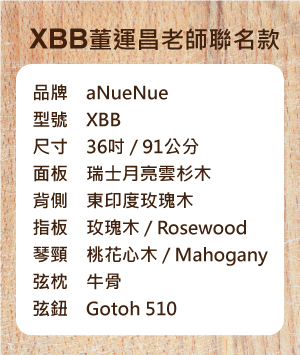 XBB董運昌老師聯名款
品牌 aNueNue
型號 XBB
尺寸 36吋 / 91公分
面板 瑞士月亮雲杉木
背側 東印度玫瑰木
指板 玫瑰木 / Rosewood
琴頸 桃花心木 / Mahogany
弦枕 牛骨
弦鈕 Gotoh 510